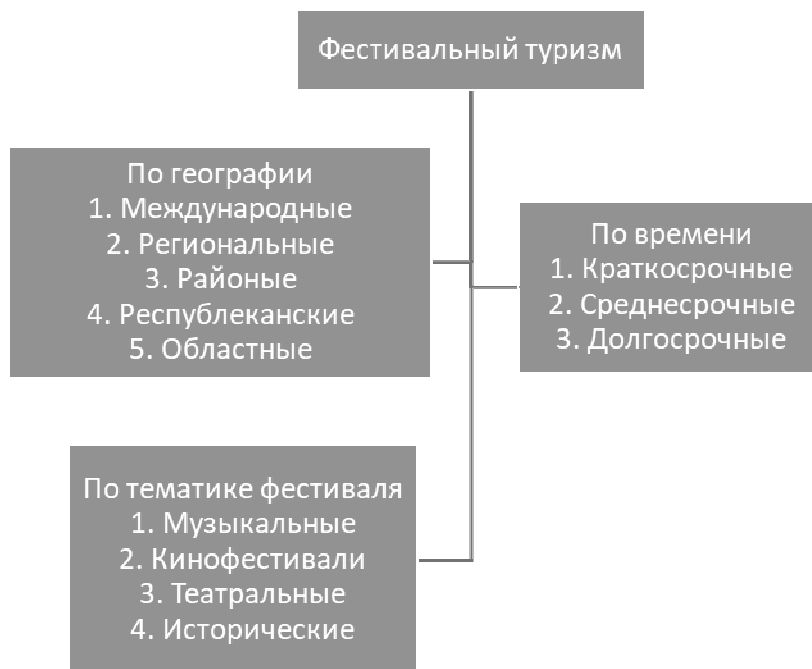 Фестивальный туризм
По географии
1. Международные
2. Региональные
3. Районые
4. Республеканские
5. Областные
По времени
1. Краткосрочные
2. Среднесрочные
3. Долгосрочные
По тематике фестиваля
1. Музыкальные
2. Кинофестивали
3. Театральные
4. Исторические